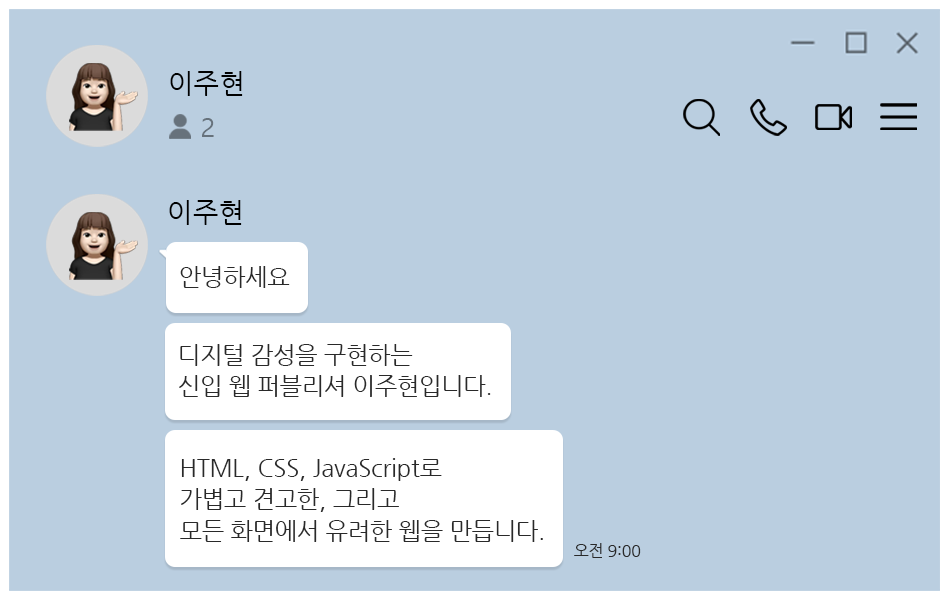 이주현
2
이주현
안녕하세요
디지털 감성을 구현하는
신입 웹 퍼블리셔 이주현입니다.
HTML, CSS, JavaScript로
가볍고 견고한, 그리고
모든 화면에서 유려한 웹을 만듭니다.
오전 9:00